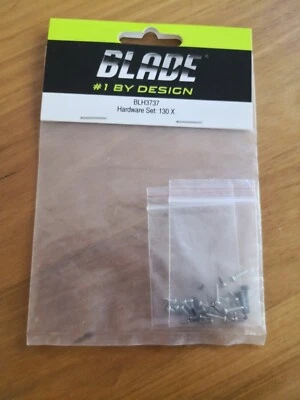 BLADE
#1 BY DESIGN
BLH3737
Hardware Set: 130 X